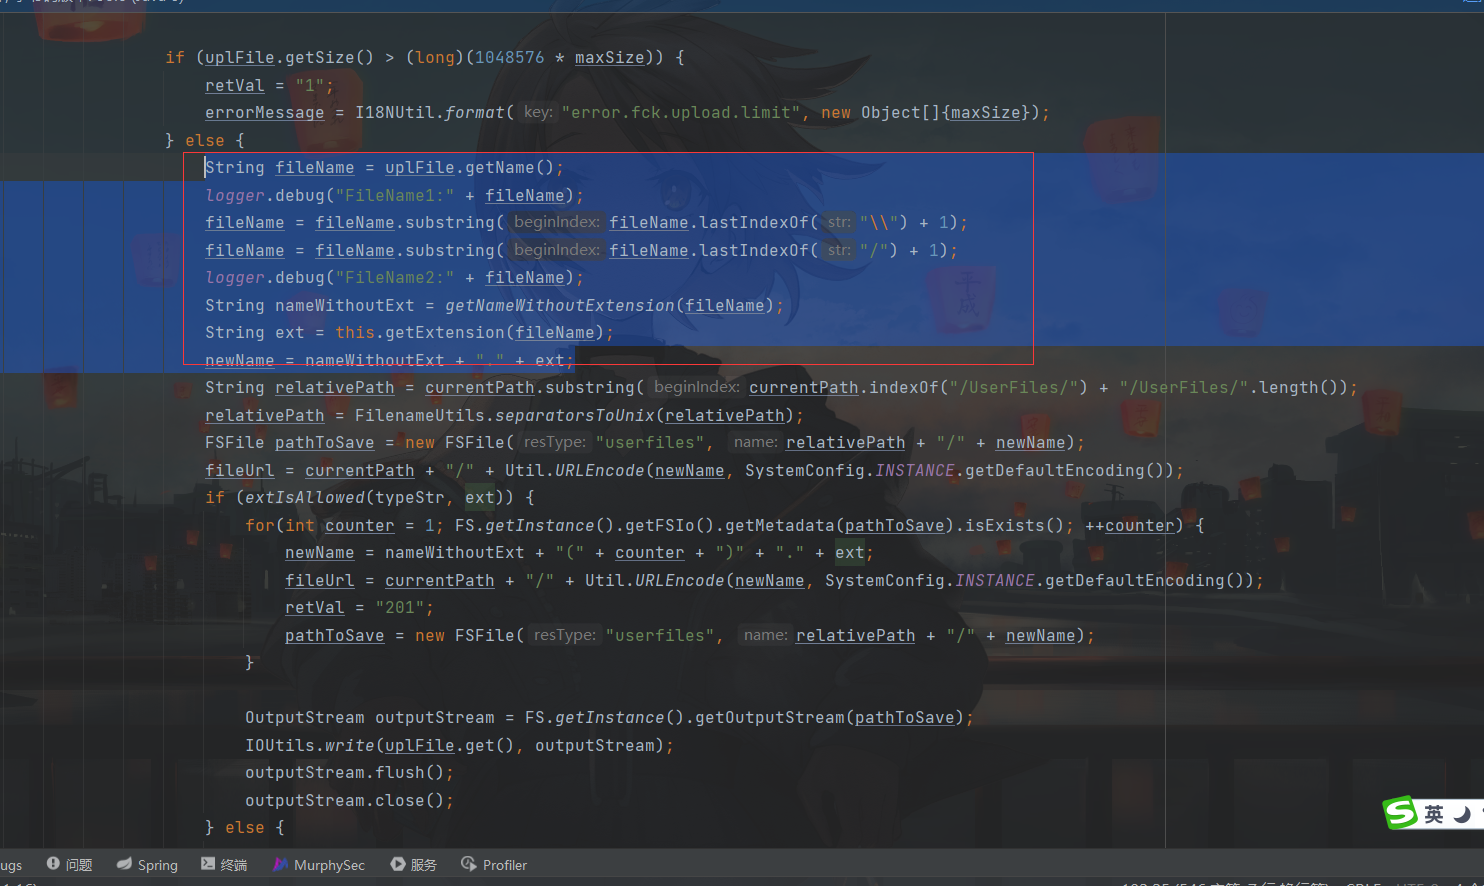 if (uplFile.getSize() > (long)(1048576 * maxSize)) {
retVal = "1";
errorMessage = I18NUtil.format( key: "error.fck.upload.limit", new Object[]{maxSize});
} else {
String fileName = uplFile.getName();
logger.debug("FileName1:" + fileName);
fileName = fileName.substring( beginIndex: fileName.lastIndexOf( str: "\\") + 1);
fileName = fileName.substring( beginIndex: fileName.lastIndexOf( str: "/") + 1);
logger.debug("FileName2:" + fileName);
String nameWithoutExt = getNameWithoutExtension(fileName);
String ext = this.getExtension(fileName);
newName = nameWithoutExt + "." + ext;
String relativePath = currentPath.substring( beginIndex: currentPath.indexOf("/UserFiles/") + "/UserFiles/".length());
relativePath = FilenameUtils.separatorsToUnix(relativePath);
FSFile pathToSave = new FSFile( resType: "userfiles", name: relativePath + "/" + newName);
fileUrl = currentPath + "/" + Util.URLEncode(newName, SystemConfig.INSTANCE.getDefaultEncoding());
if (extIsAllowed(typeStr, ext)) {
for(int counter = 1; FS.getInstance().getFSIo().getMetadata(pathToSave).isExists(); ++counter) {
newName = nameWithoutExt + "(" + counter + ")" + "." + ext;
fileUrl = currentPath + "/" + Util.URLEncode(newName, SystemConfig.INSTANCE.getDefaultEncoding());
retVal = "201";
pathToSave = new FSFile( resType: "userfiles", name: relativePath + "/" + newName);
}
OutputStream outputStream = FS.getInstance().getOutputStream(pathToSave);
IOUtils.write(uplFile.get(), outputStream);
outputStream.flush();
outputStream.close();
} else {
英
ugs 问题 Spring 终端 MurphySec 服务 Profiler